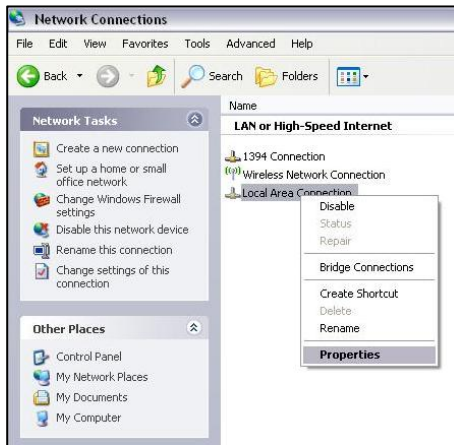 Network Connections
File Edit View Favorites Tools Advanced Help
Back Search Folders
Name
Network Tasks
LAN or High-Speed Internet
Create a new connection
Set up a home or small
office network
Change Windows Firewall
settings
Disable this network device
Rename this connection
Change settings of this
connection
1394 Connection
Wireless Network Connection
Local Area Connection
Disable
Status
Repair
Bridge Connections
Create Shortcut
Delete
Rename
Properties
Other Places
Control Panel
My Network Places
My Documents
My Computer